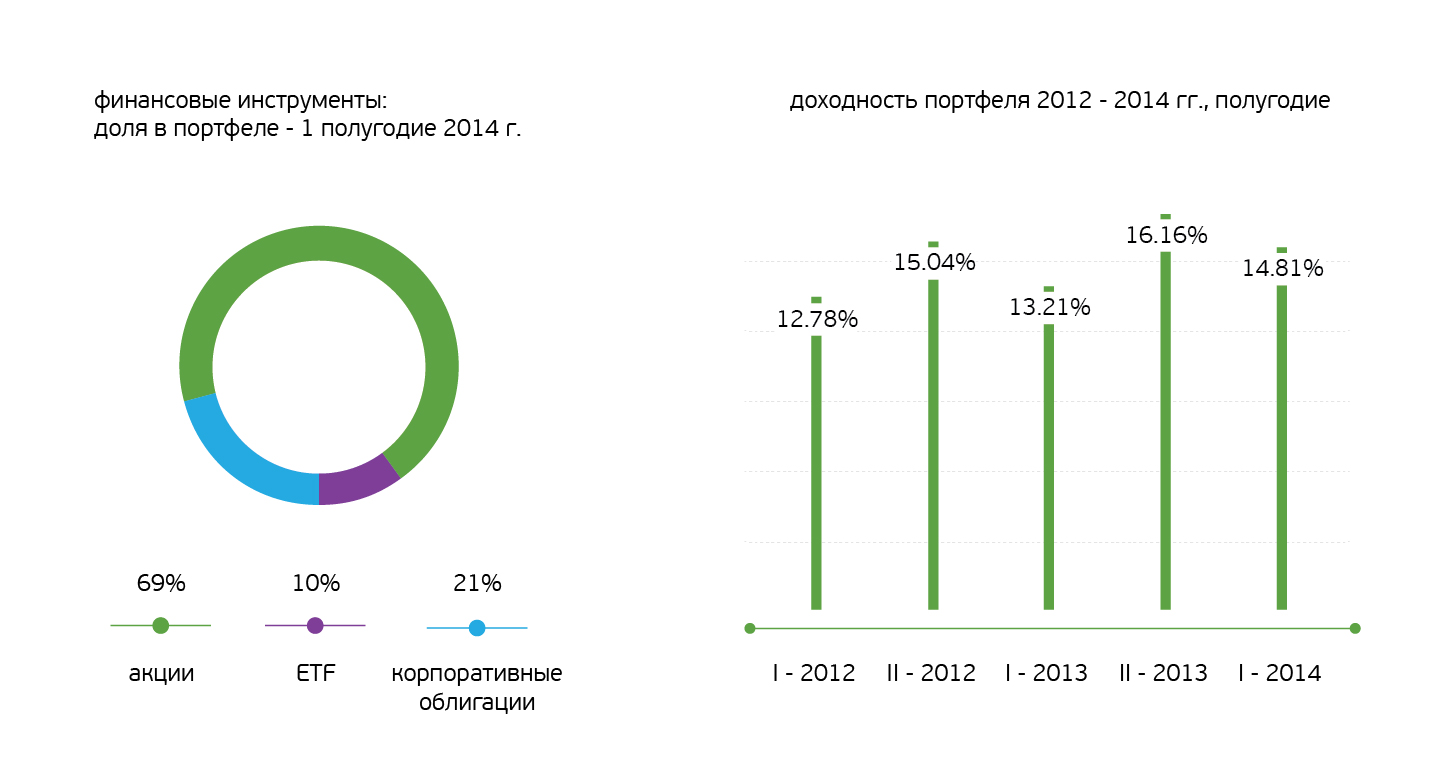 финансовые инструменты:
доля в портфеле - 1 полугодие 2014 г.
69%
10%
21%
акции
ETF
корпоративные
облигации
доходность портфеля 2012 - 2014 гг., полугодие
12.78%
15.04%
13.21%
16.16%
14.81%
I - 2012
II - 2012
I - 2013
II - 2013
I - 2014